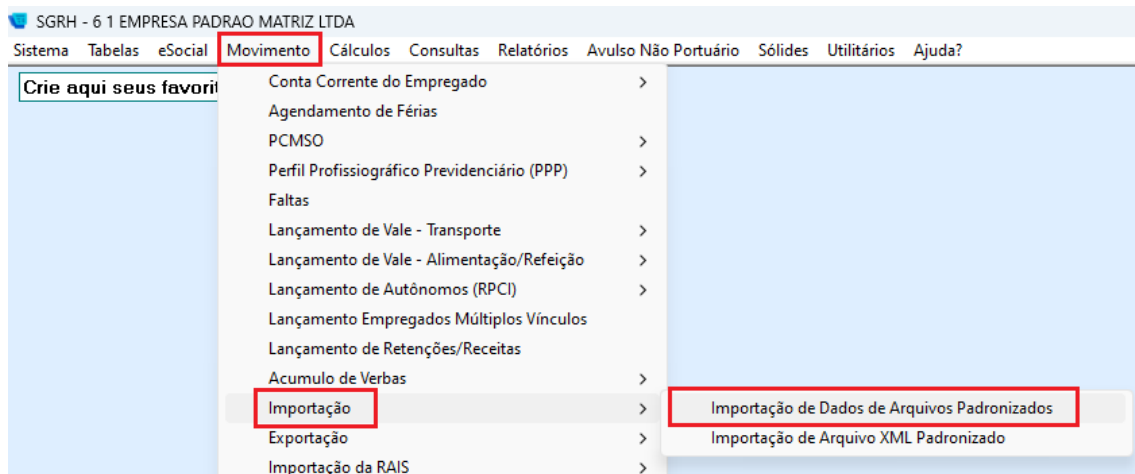 SGRH - 6 1 EMPRESA PADRAO MATRIZ LTDA
Sistema Tabelas eSocial Movimento Cálculos Consultas Relatórios Avulso Não Portuário Sólides Utilitários Ajuda?
Crie aqui seus favorit
Conta Corrente do Empregado
Agendamento de Férias
PCMSO
Perfil Profissiográfico Previdenciário (PPP)
Faltas
Lançamento de Vale - Transporte
Lançamento de Vale - Alimentação/Refeição
Lançamento de Autônomos (RPCI)
Lançamento Empregados Múltiplos Vínculos
Lançamento de Retenções/Receitas
Acumulo de Verbas
Importação
Importação de Dados de Arquivos Padronizados
Exportação
Importação de Arquivo XML Padronizado
Importação da RAIS